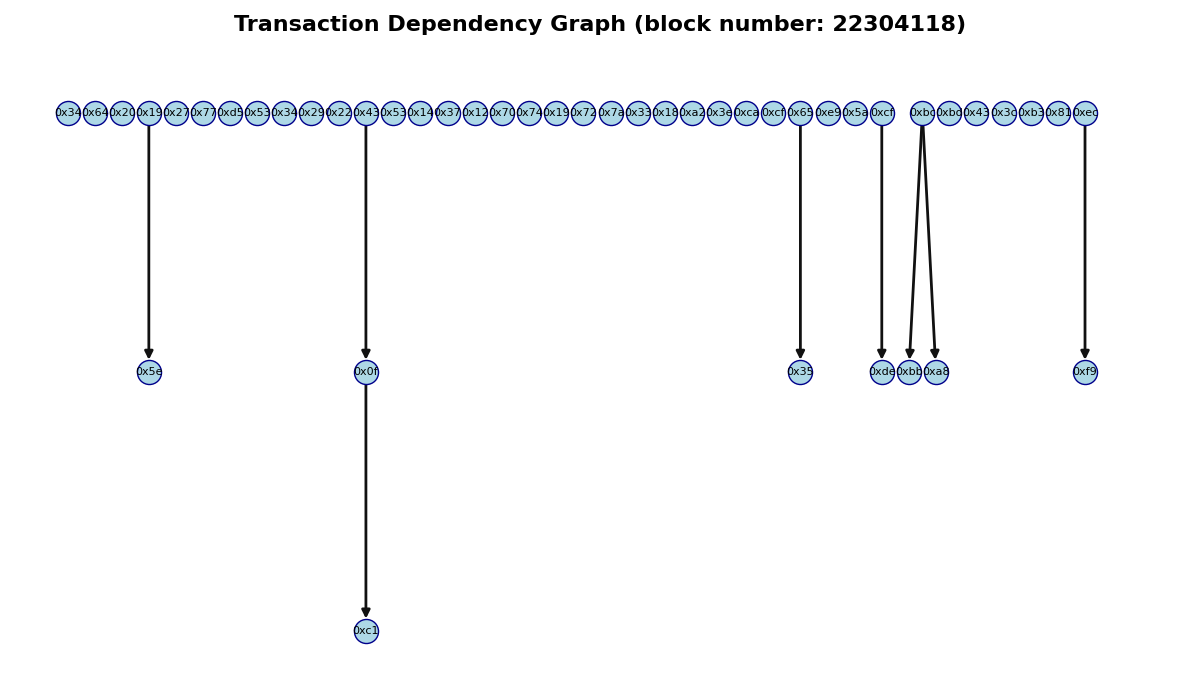 Transaction Dependency Graph (block number: 22304118)
0x34 0x64 0x20 0x19 0x27 0x77 0xd5 0x53 0x34 0x29 0x22 0x43 0x53 0x14 0x37 0x12 0x70 0x74 0x19 0x72 0x7a 0x33 0x18 0xa2 0x3e 0xca 0xcf 0x65 0xe9 0x5a 0xcf 0xbc 0xbd 0x43 0x3c 0xb3 0x81 0xec
0x5e 0x0f 0x35 0xde 0xbb 0xa8 0xf9
0xc1